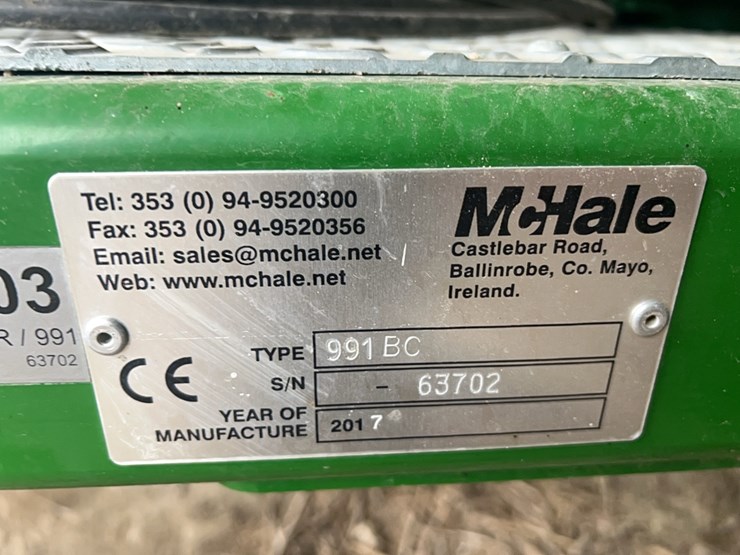 Tel: 353 (0) 94-9520300
Fax: 353 (0) 94-9520356
Email: sales@mchale.net
Web: www.mchale.net
McHale
Castlebar Road,
Ballinrobe, Co. Mayo,
Ireland.
03
R / 991
63702
CE
TYPE 991 BC
S/N - 63702
YEAR OF
MANUFACTURE 2017